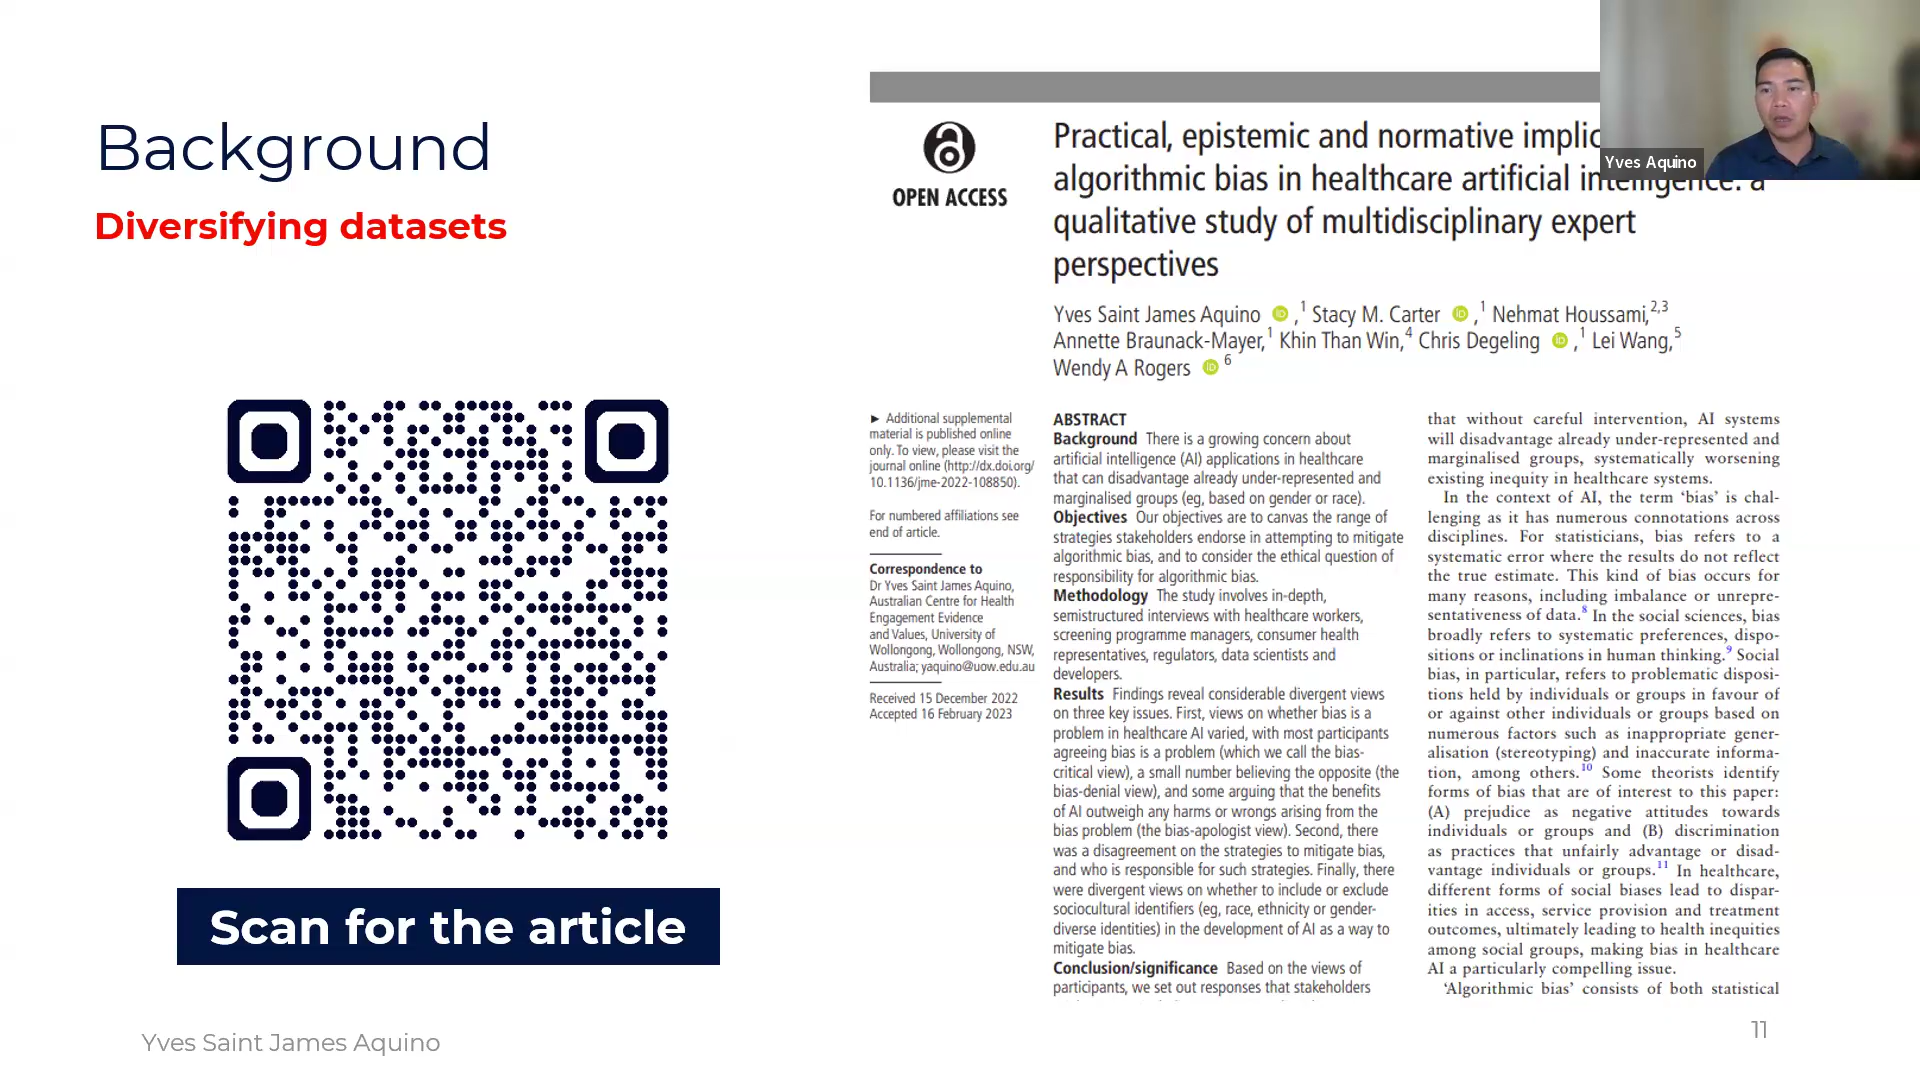 Background
Diversifying datasets
Scan for the article
Yves Saint James Aquino
OPEN ACCESS
Practical, epistemic and normative
algorithmic bias in healthcare artificial intelligence: a
qualitative study of multidisciplinary expert
perspectives
Yves Saint James Aquino iD ,1 Stacy M. Carter iD ,1 Nehmat Houssami,2,3
Annette Braunack-Mayer,1 Khin Than Win,4 Chris Degeling iD ,1 Lei Wang,5
Wendy A Rogers iD 6
► Additional supplemental
material is published online
only. To view, please visit the
journal online (http://dx.doi.org/
10.1136/jme-2022-108850).
For numbered affiliations see
end of article.
Correspondence to
Dr Yves Saint James Aquino,
Australian Centre for Health
Engagement Evidence
and Values, University of
Wollongong, Wollongong, NSW,
Australia; yaquino@uow.edu.au
Received 15 December 2022
Accepted 16 February 2023
ABSTRACT
Background There is a growing concern about
artificial intelligence (AI) applications in healthcare
that can disadvantage already under-represented and
marginalised groups (eg, based on gender or race).
Objectives Our objectives are to canvas the range of
strategies stakeholders endorse in attempting to mitigate
algorithmic bias, and to consider the ethical question of
responsibility for algorithmic bias.
Methodology The study involves in-depth,
semistructured interviews with healthcare workers,
screening programme managers, consumer health
representatives, regulators, data scientists and
developers.
Results Findings reveal considerable divergent views
on three key issues. First, views on whether bias is a
problem in healthcare AI varied, with most participants
agreeing bias is a problem (which we call the bias-
critical view), a small number believing the opposite (the
bias-denial view), and some arguing that the benefits
of AI outweigh any harms or wrongs arising from the
bias problem (the bias-apologist view). Second, there
was a disagreement on the strategies to mitigate bias,
and who is responsible for such strategies. Finally, there
were divergent views on whether to include or exclude
sociocultural identifiers (eg, race, ethnicity or gender-
diverse identities) in the development of AI as a way to
mitigate bias.
Conclusion/significance Based on the views of
participants, we set out responses that stakeholders
that without careful intervention, AI systems
will disadvantage already under-represented and
marginalised groups, systematically worsening
existing inequity in healthcare systems.
In the context of AI, the term ‘bias’ is chal-
lenging as it has numerous connotations across
disciplines. For statisticians, bias refers to a
systematic error where the results do not reflect
the true estimate. This kind of bias occurs for
many reasons, including imbalance or unrepre-
sentativeness of data.8 In the social sciences, bias
broadly refers to systematic preferences, dispo-
sitions or inclinations in human thinking.9 Social
bias, in particular, refers to problematic disposi-
tions held by individuals or groups in favour of
or against other individuals or groups based on
numerous factors such as inappropriate gener-
alisation (stereotyping) and inaccurate informa-
tion, among others.10 Some theorists identify
forms of bias that are of interest to this paper:
(A) prejudice as negative attitudes towards
individuals or groups and (B) discrimination
as practices that unfairly advantage or disad-
vantage individuals or groups.11 In healthcare,
different forms of social biases lead to dispar-
ities in access, service provision and treatment
outcomes, ultimately leading to health inequities
among social groups, making bias in healthcare
AI a particularly compelling issue.
‘Algorithmic bias’ consists of both statistical
11
Yves Aquino